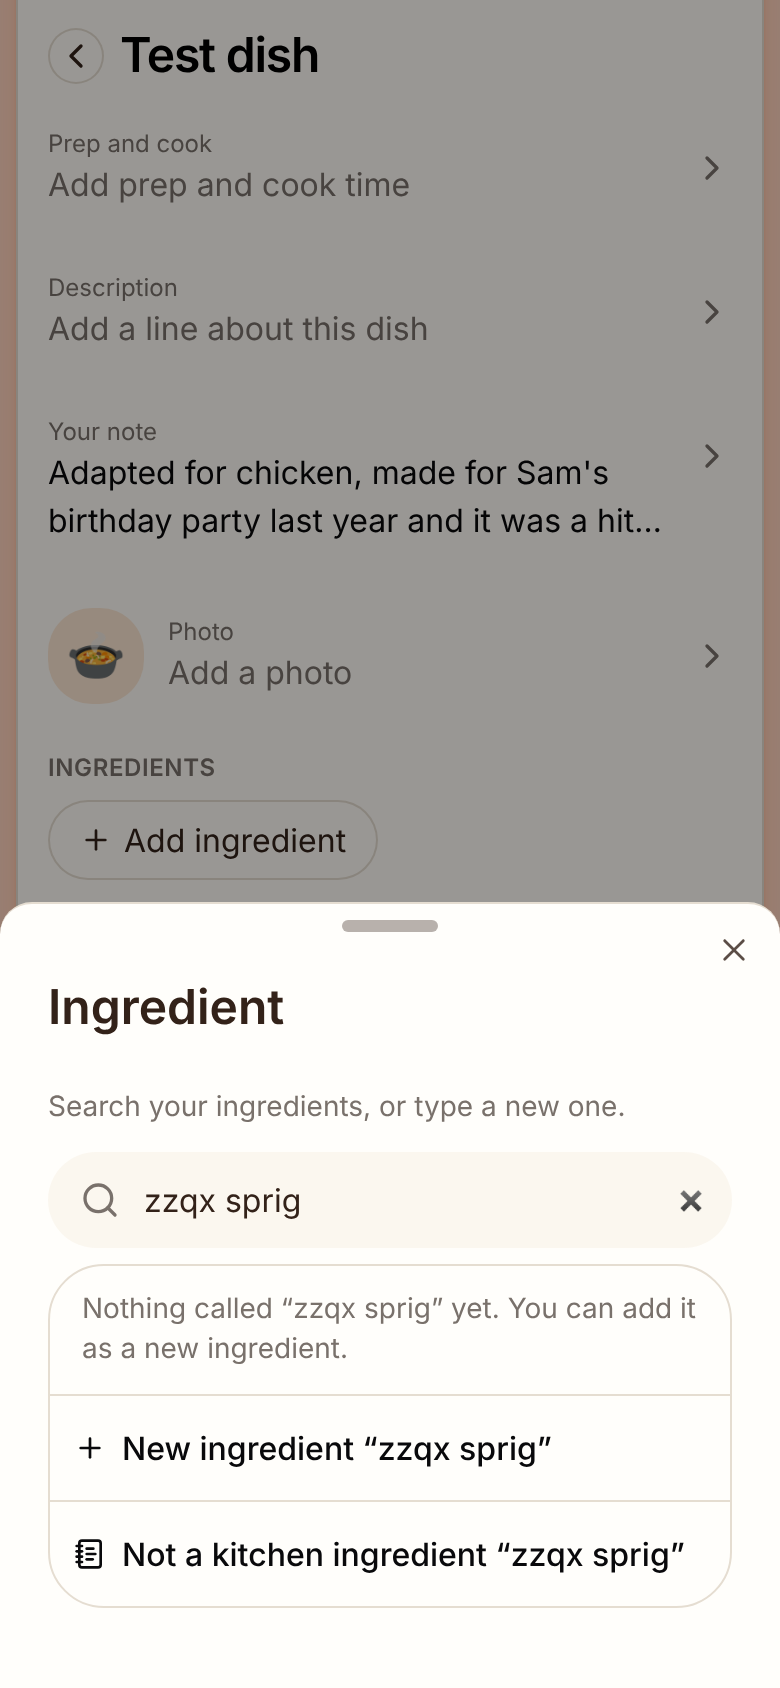 Test dish
Prep and cook
Add prep and cook time
Description
Add a line about this dish
Your note
Adapted for chicken, made for Sam's
birthday party last year and it was a hit...
Photo
Add a photo
INGREDIENTS
+ Add ingredient
Ingredient
Search your ingredients, or type a new one.
zzqx sprig
Nothing called “zzqx sprig” yet. You can add it
as a new ingredient.
+ New ingredient “zzqx sprig”
Not a kitchen ingredient “zzqx sprig”